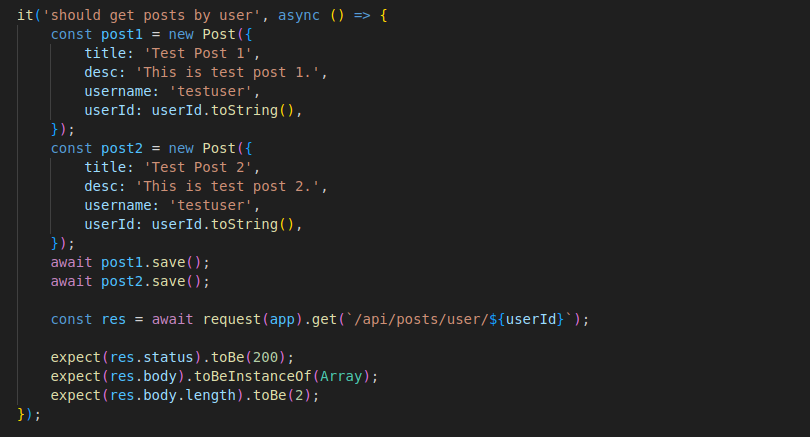 it('should get posts by user', async () => {
    const post1 = new Post({
        title: 'Test Post 1',
        desc: 'This is test post 1.',
        username: 'testuser',
        userId: userId.toString(),
    });
    const post2 = new Post({
        title: 'Test Post 2',
        desc: 'This is test post 2.',
        username: 'testuser',
        userId: userId.toString(),
    });
    await post1.save();
    await post2.save();

    const res = await request(app).get(`/api/posts/user/${userId}`);

    expect(res.status).toBe(200);
    expect(res.body).toBeInstanceOf(Array);
    expect(res.body.length).toBe(2);
});